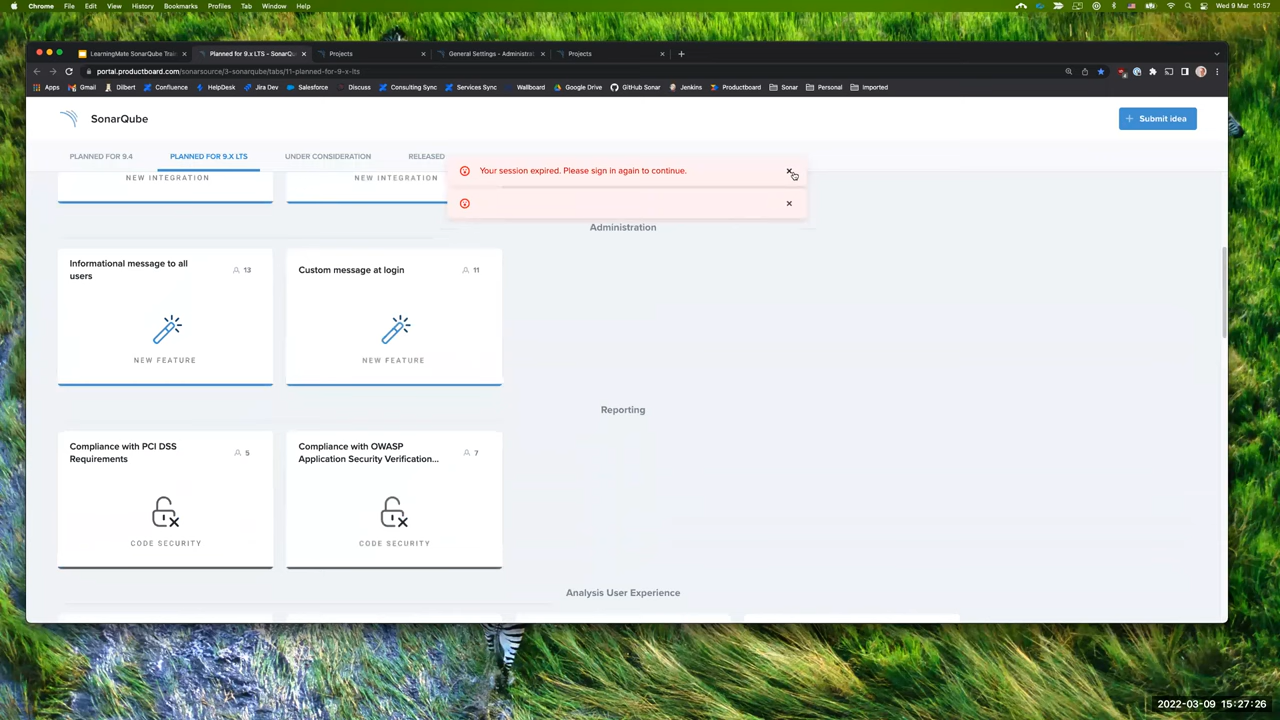 Chrome File Edit View History Bookmarks Profiles Tab Window Help
Wed 9 Mar 10:57
LearningMate SonarQube Train
Planned for 9.x LTS - SonarQu
Projects
General Settings - Administrat
Projects
portal.productboard.com/sonarsource/3-sonarqube/tabs/11-planned-for-9-x-lts
Apps Gmail Dilbert Confluence HelpDesk Jira Dev Salesforce Discuss Consulting Sync Services Sync Wallboard Google Drive GitHub Sonar Jenkins Productboard Sonar Personal Imported
SonarQube
+ Submit idea
PLANNED FOR 9.4
PLANNED FOR 9.X LTS
UNDER CONSIDERATION
RELEASED
Your session expired. Please sign in again to continue.
NEW INTEGRATION
NEW INTEGRATION
Administration
Informational message to all
users
13
NEW FEATURE
Custom message at login
11
NEW FEATURE
Reporting
Compliance with PCI DSS
Requirements
5
CODE SECURITY
Compliance with OWASP
Application Security Verification...
7
CODE SECURITY
Analysis User Experience
2022-03-09 15:27:26